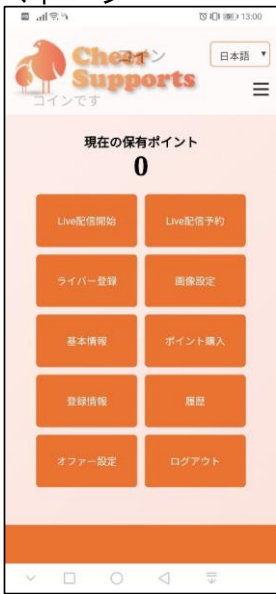 13:00
Cheer
コイン
Supports
日本語
コインです
現在の保有ポイント
0
Live配信開始
Live配信予約
ライバー登録
画像設定
基本情報
ポイント購入
登録情報
履歴
オファー設定
ログアウト